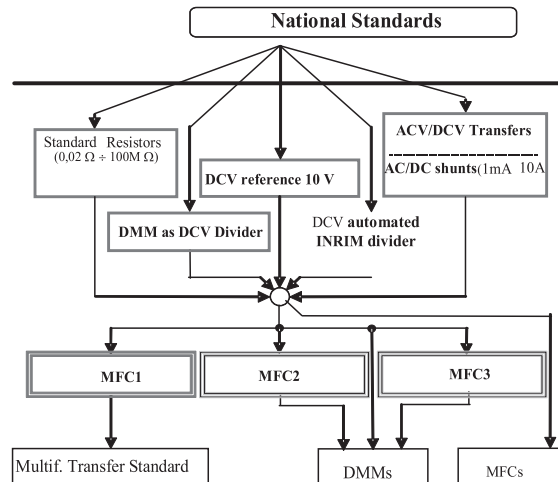 National Standards
Standard Resistors
(0,02 Ω ÷ 100M Ω)
ACV/DCV Transfers
AC/DC shunts(1mA 10A
DCV reference 10 V
DMM as DCV Divider
DCV automated
INRIM divider
MFC1
MFC2
MFC3
Multif. Transfer Standard
DMMs
MFCs